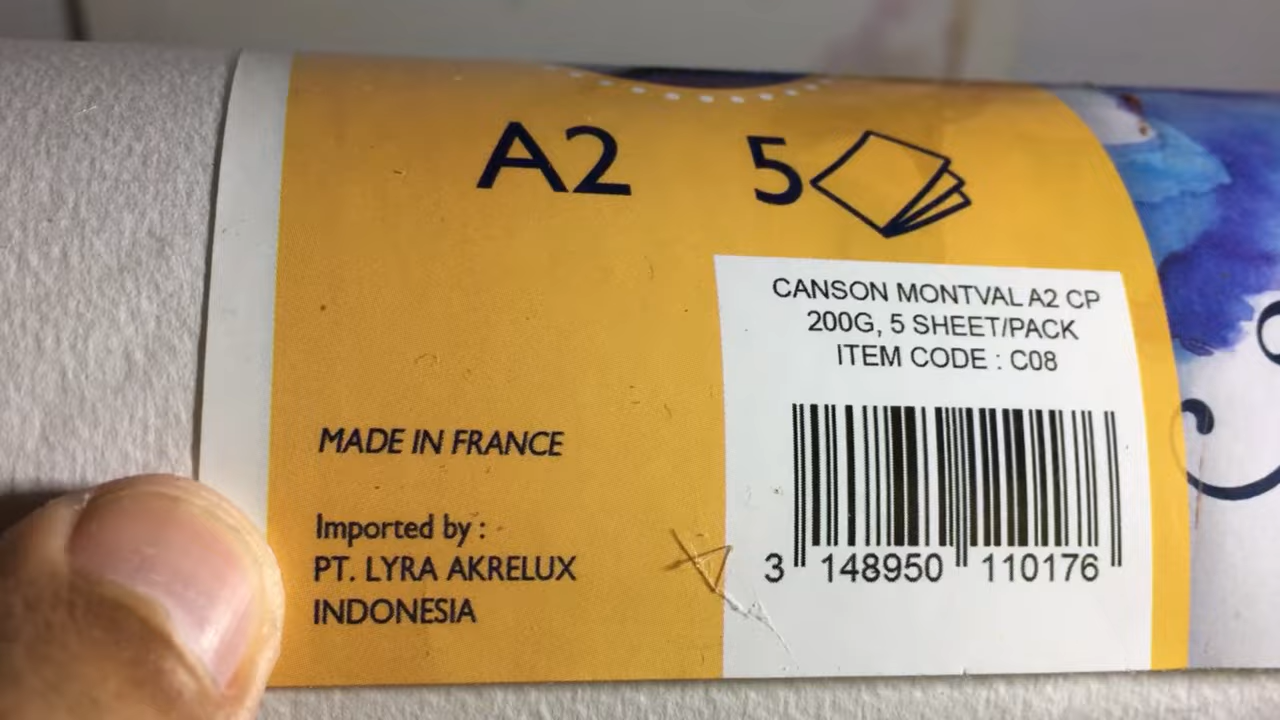 A2 5
CANSON MONTVAL A2 CP
200G, 5 SHEET/PACK
ITEM CODE : C08
MADE IN FRANCE
Imported by :
PT. LYRA AKRELUX
INDONESIA
3 148950 110176